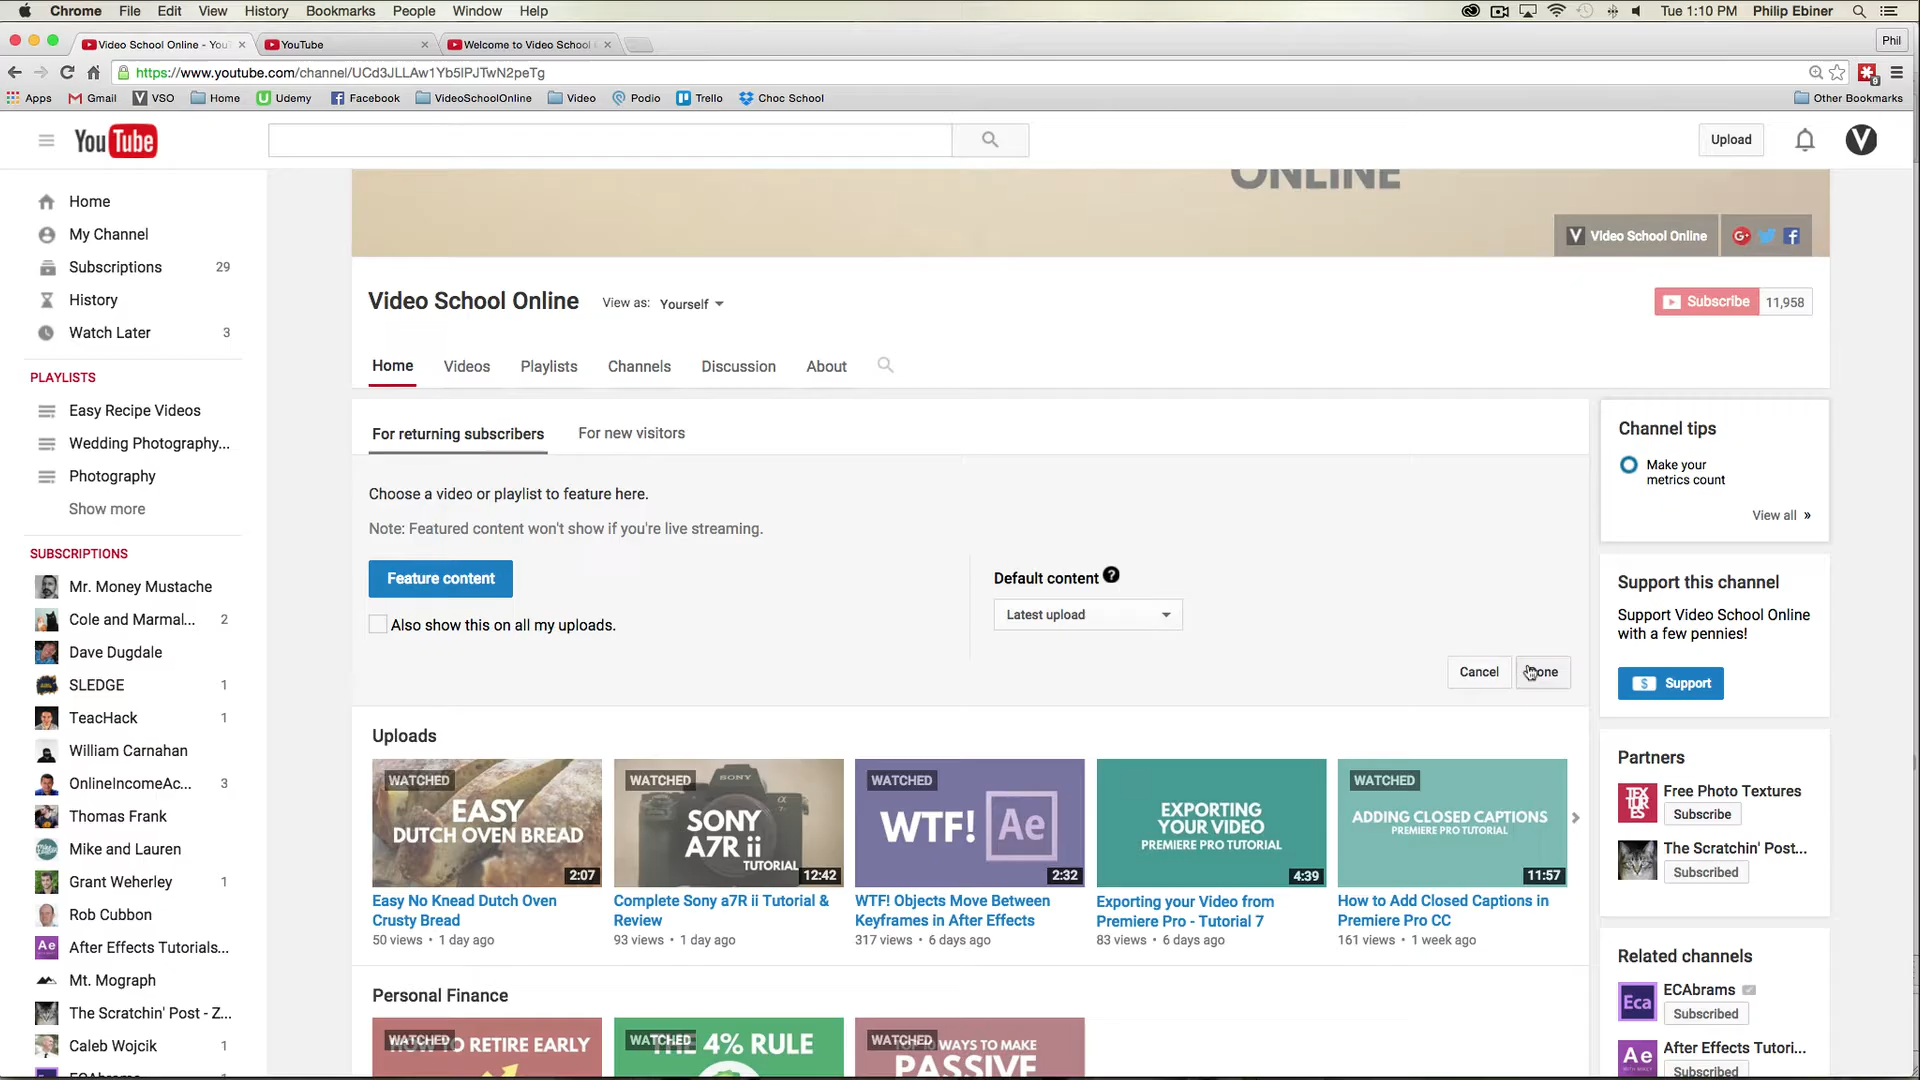 Chrome File Edit View History Bookmarks People Window Help
Tue 1:10 PM Philip Ebiner
Video School Online - You
YouTube
Welcome to Video School
Phil
https://www.youtube.com/channel/UCd3JLLAw1Yb5lPJTwN2peTg
Apps Gmail VSO Home Udemy Facebook VideoSchoolOnline Video Podio Trello Choc School Other Bookmarks
YouTube
Upload
V
Home
My Channel
Subscriptions 29
History
Watch Later 3
PLAYLISTS
Easy Recipe Videos
Wedding Photography...
Photography
Show more
SUBSCRIPTIONS
Mr. Money Mustache
Cole and Marmal... 2
Dave Dugdale
SLEDGE 1
TeacHack 1
William Carnahan
OnlineIncomeAc... 3
Thomas Frank
Mike and Lauren
Grant Weherley 1
Rob Cubbon
Ae After Effects Tutorials...
Mt. Mograph
The Scratchin' Post - Z...
Caleb Wojcik 1
ECAbrams
ONLINE
V Video School Online
Video School Online View as: Yourself
Subscribe 11,958
Home Videos Playlists Channels Discussion About
For returning subscribers For new visitors
Choose a video or playlist to feature here.
Note: Featured content won't show if you're live streaming.
Feature content
Also show this on all my uploads.
Default content
Latest upload
Cancel
Uploads
WATCHED
EASY
DUTCH OVEN BREAD
2:07
Easy No Knead Dutch Oven
Crusty Bread
50 views • 1 day ago
WATCHED
SONY
SONY
A7R ii
TUTORIAL
12:42
Complete Sony a7R ii Tutorial &
Review
93 views • 1 day ago
WATCHED
WTF! Ae
2:32
WTF! Objects Move Between
Keyframes in After Effects
317 views • 6 days ago
EXPORTING
YOUR VIDEO
PREMIERE PRO TUTORIAL
4:39
Exporting your Video from
Premiere Pro - Tutorial 7
83 views • 6 days ago
WATCHED
ADDING CLOSED CAPTIONS
PREMIERE PRO TUTORIAL
11:57
How to Add Closed Captions in
Premiere Pro CC
161 views • 1 week ago
Personal Finance
WATCHED
TO RETIRE EARLY
WATCHED
THE 4% RULE
WATCHED
WAYS TO MAKE
PASSIVE
Channel tips
Make your
metrics count
View all »
Support this channel
Support Video School Online
with a few pennies!
$ Support
Partners
TEXTURES
Free Photo Textures
Subscribe
The Scratchin' Post...
Subscribed
Related channels
Eca
ECAbrams
Subscribed
Ae
After Effects Tutori...
Subscribed